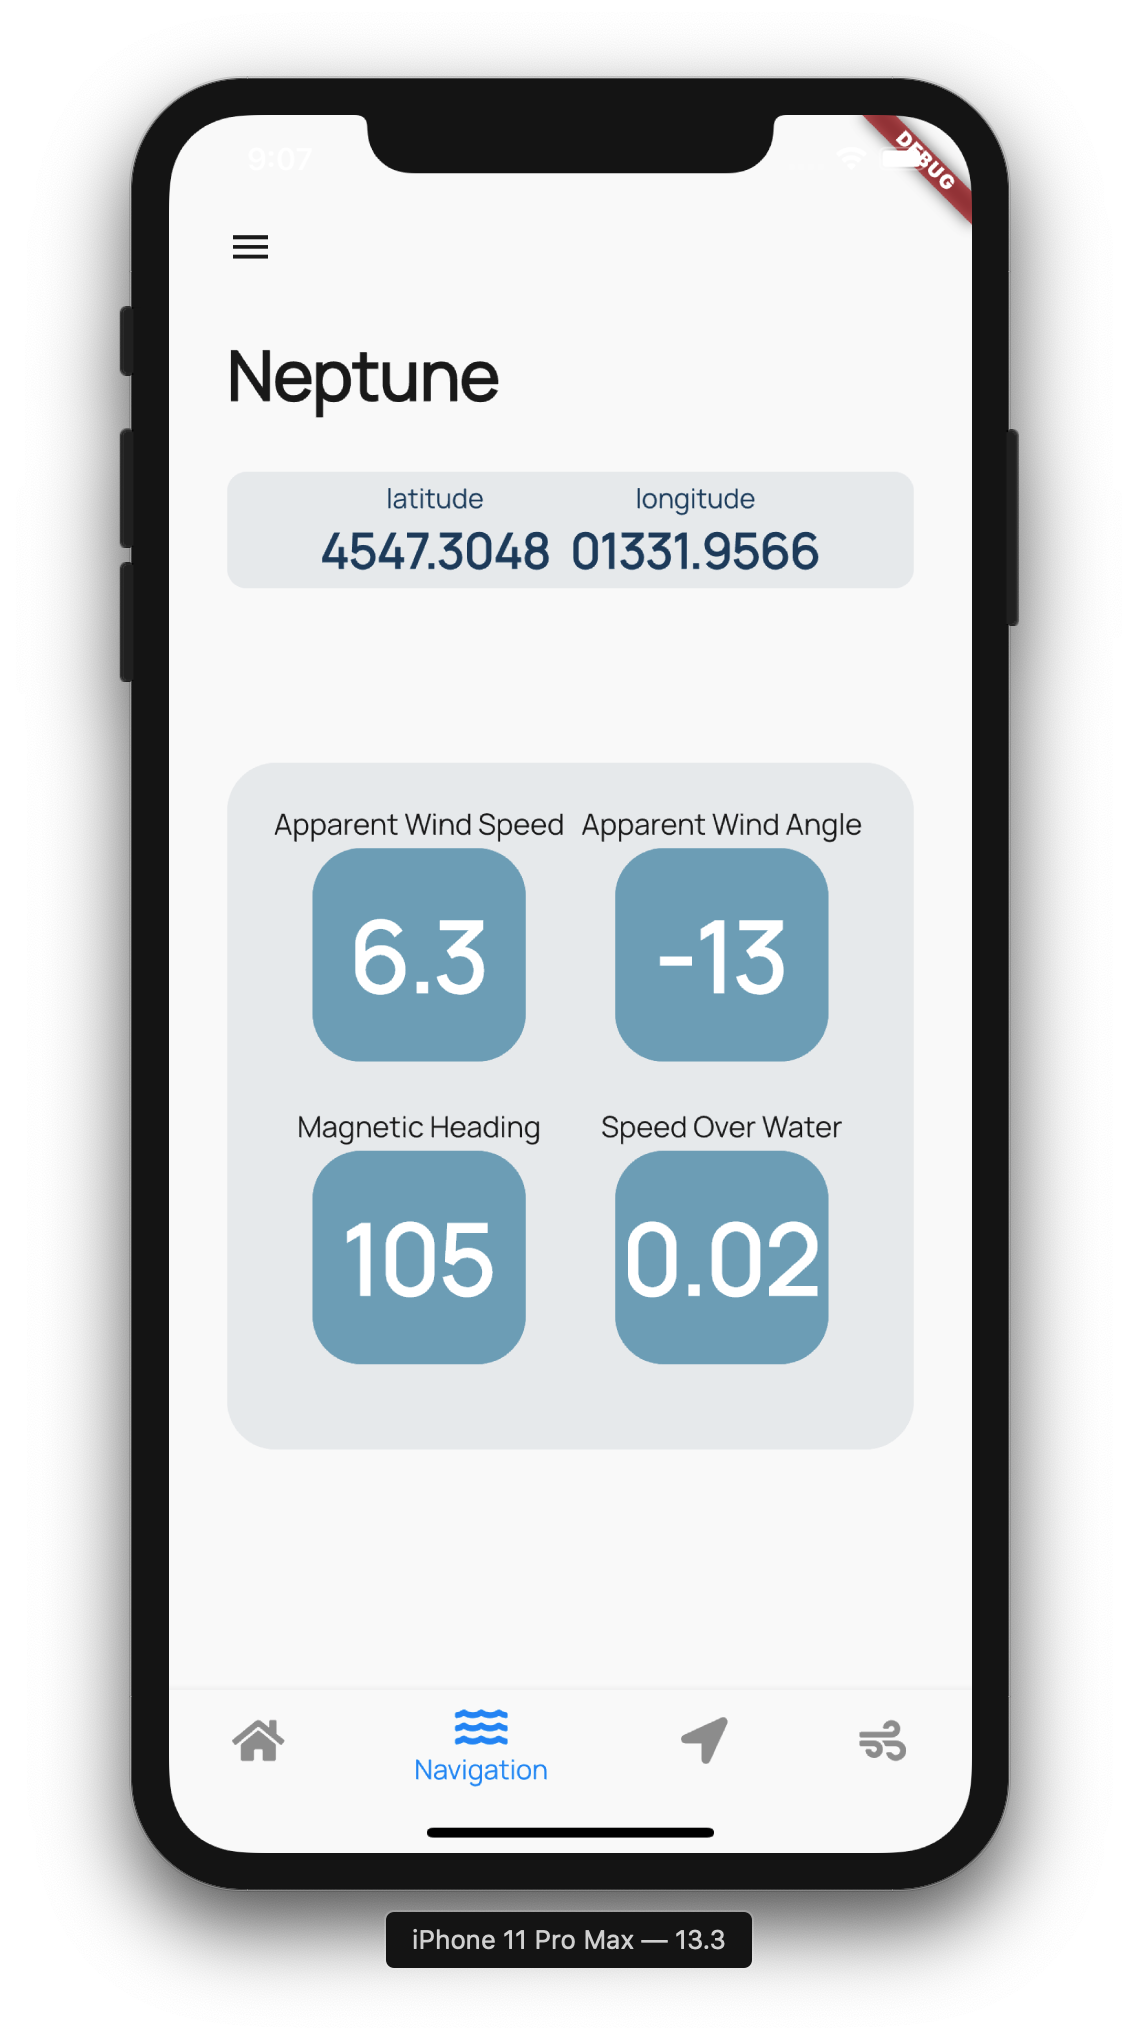 9:07
DEBUG
Neptune
latitude longitude
4547.3048 01331.9566
Apparent Wind Speed Apparent Wind Angle
6.3 -13
Magnetic Heading Speed Over Water
105 0.02
Navigation
iPhone 11 Pro Max — 13.3